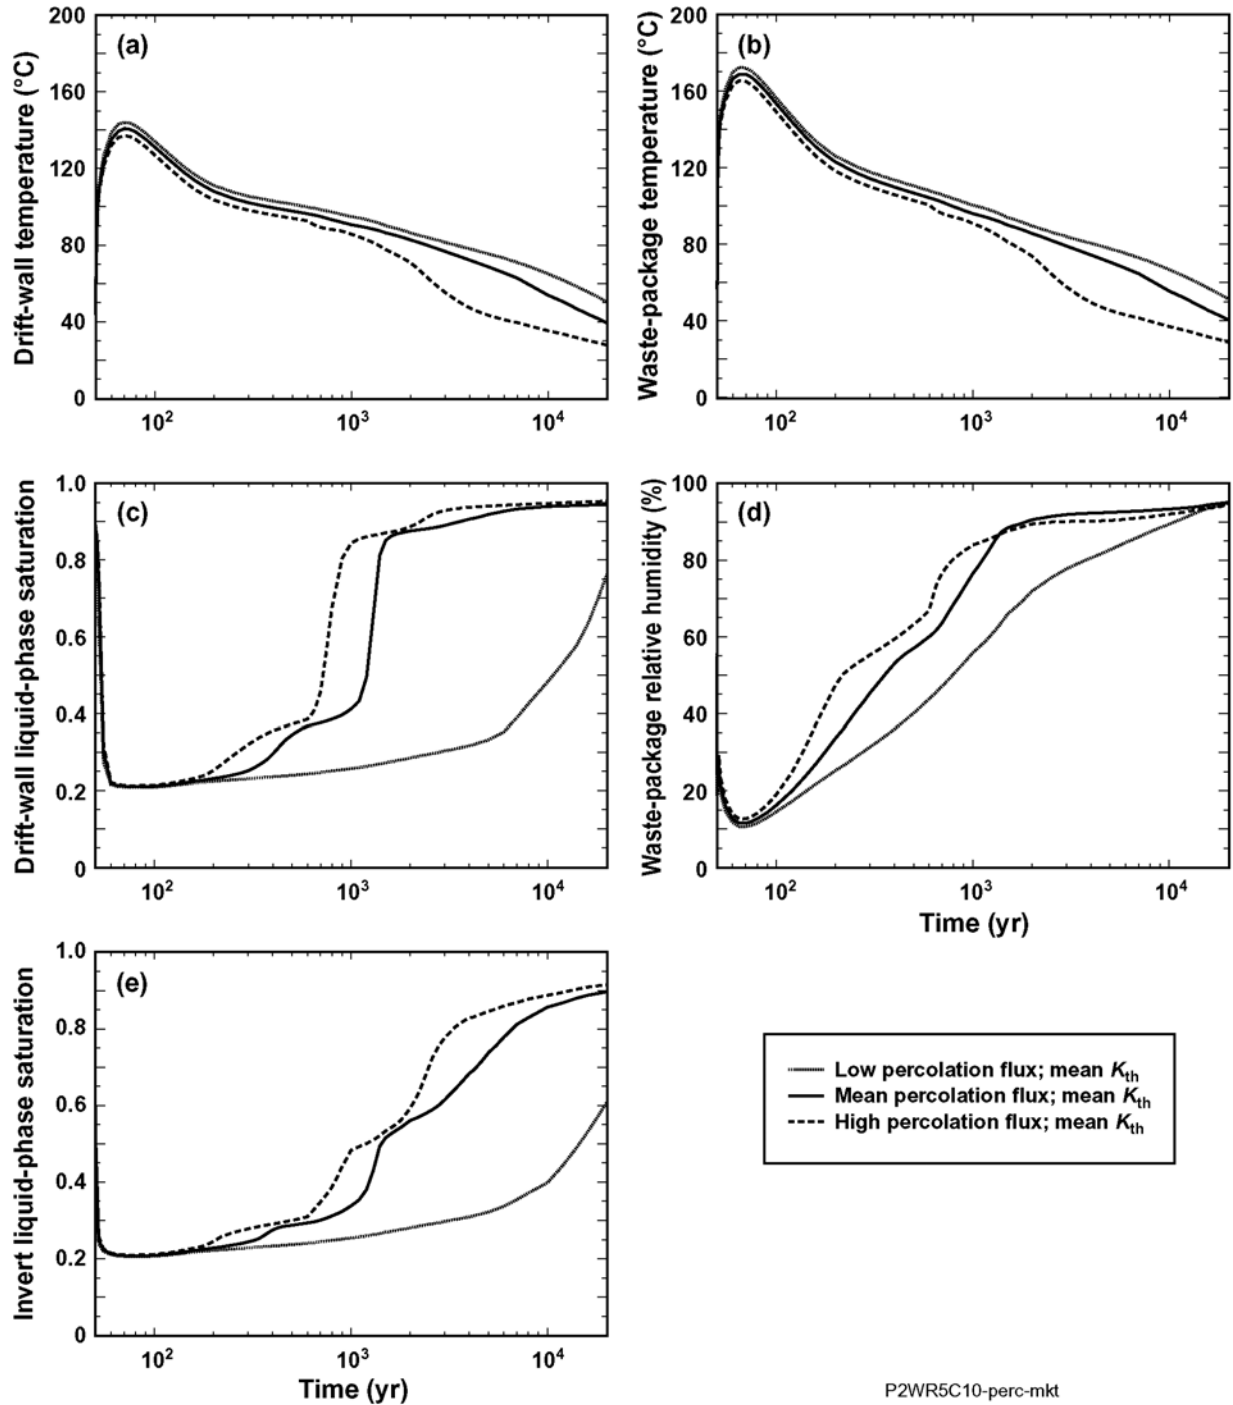 (a)
Drift-wall temperature (°C)
200
160
120
80
40
0
10²
10³
10⁴
(b)
Waste-package temperature (°C)
200
160
120
80
40
0
10²
10³
10⁴
(c)
Drift-wall liquid-phase saturation
1.0
0.8
0.6
0.4
0.2
0
10²
10³
10⁴
(d)
Waste-package relative humidity (%)
100
80
60
40
20
0
10²
10³
10⁴
Time (yr)
(e)
Invert liquid-phase saturation
1.0
0.8
0.6
0.4
0.2
0
10²
10³
10⁴
Time (yr)
Low percolation flux; mean Kth
Mean percolation flux; mean Kth
High percolation flux; mean Kth
P2WR5C10-perc-mkt